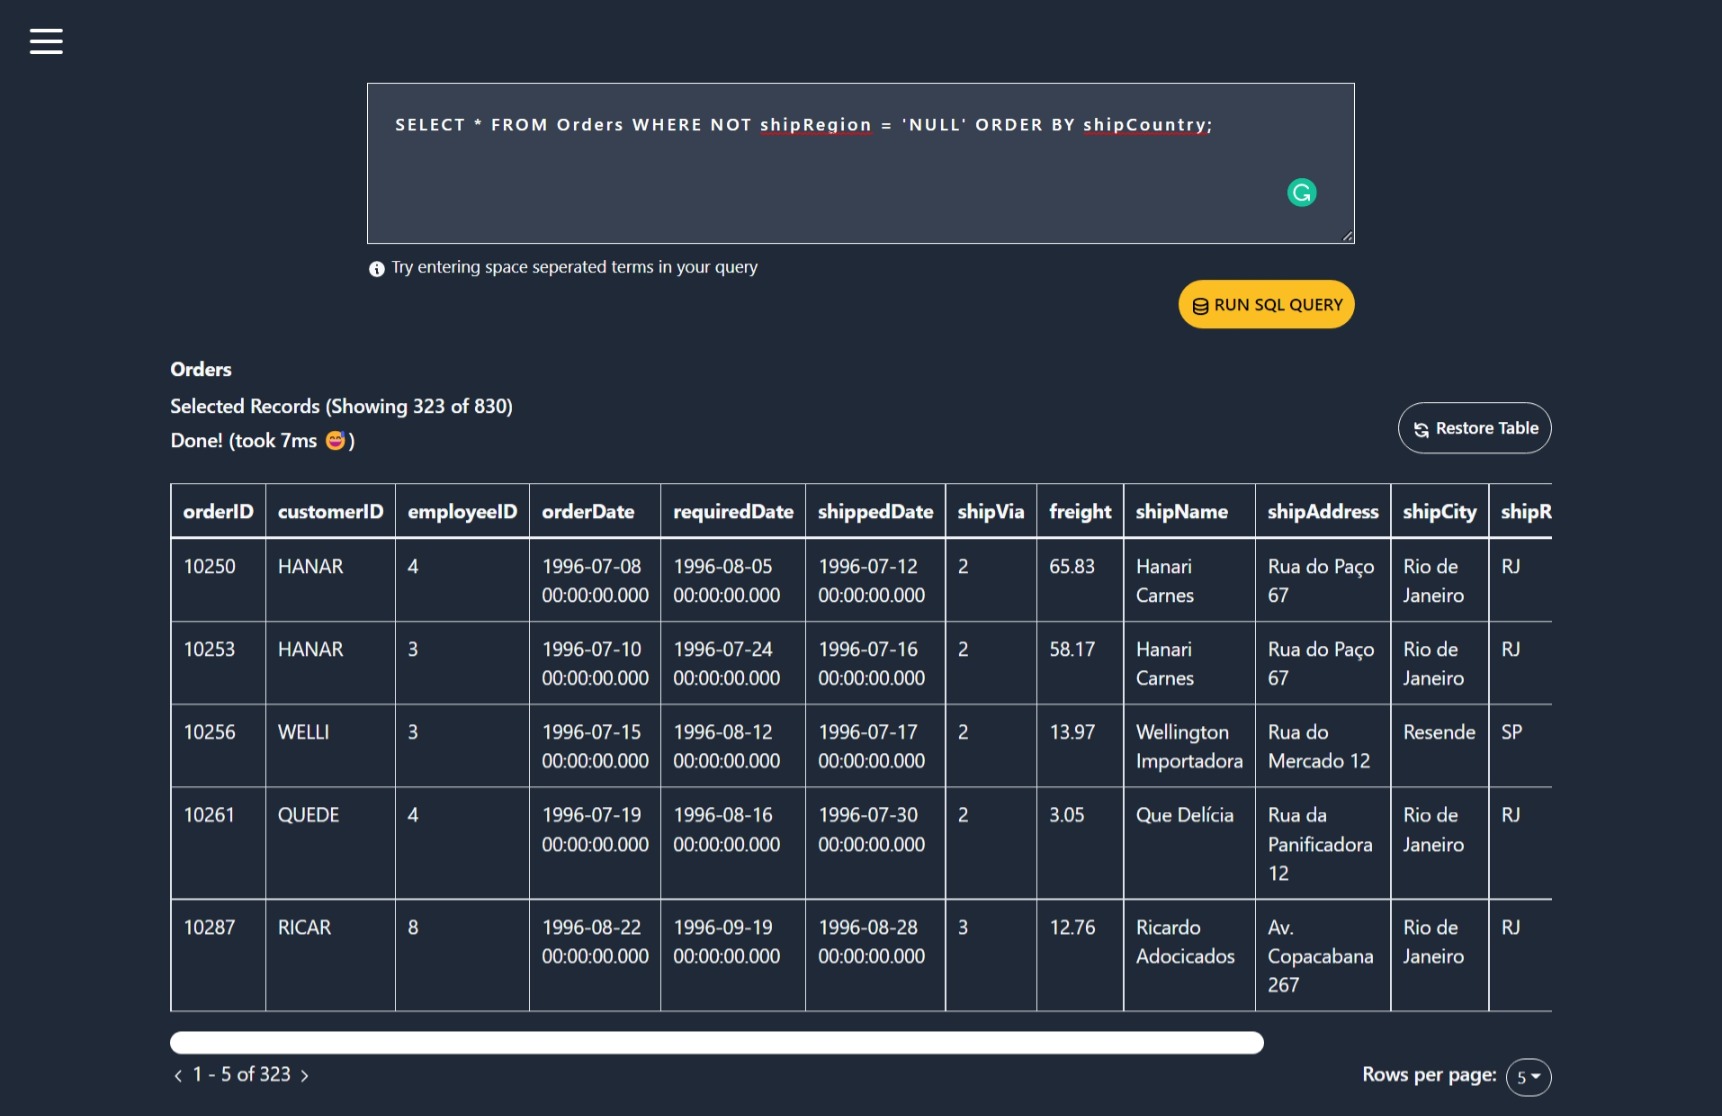 SELECT * FROM Orders WHERE NOT shipRegion = 'NULL' ORDER BY shipCountry;
Try entering space seperated terms in your query
RUN SQL QUERY
Orders
Selected Records (Showing 323 of 830)
Done! (took 7ms 😅)
Restore Table
orderID customerID employeeID orderDate requiredDate shippedDate shipVia freight shipName shipAddress shipCity shipR
10250 HANAR 4 1996-07-08 1996-08-05 1996-07-12 2 65.83 Hanari Rua do Paço Rio de RJ
00:00:00.000 00:00:00.000 00:00:00.000 Carnes 67 Janeiro
10253 HANAR 3 1996-07-10 1996-07-24 1996-07-16 2 58.17 Hanari Rua do Paço Rio de RJ
00:00:00.000 00:00:00.000 00:00:00.000 Carnes 67 Janeiro
10256 WELLI 3 1996-07-15 1996-08-12 1996-07-17 2 13.97 Wellington Rua do Resende SP
00:00:00.000 00:00:00.000 00:00:00.000 Importadora Mercado 12
10261 QUEDE 4 1996-07-19 1996-08-16 1996-07-30 2 3.05 Que Delícia Rua da Rio de RJ
00:00:00.000 00:00:00.000 00:00:00.000 Panificadora Janeiro
12
10287 RICAR 8 1996-08-22 1996-09-19 1996-08-28 3 12.76 Ricardo Av. Rio de RJ
00:00:00.000 00:00:00.000 00:00:00.000 Adocicados Copacabana Janeiro
267
1 - 5 of 323
Rows per page: 5